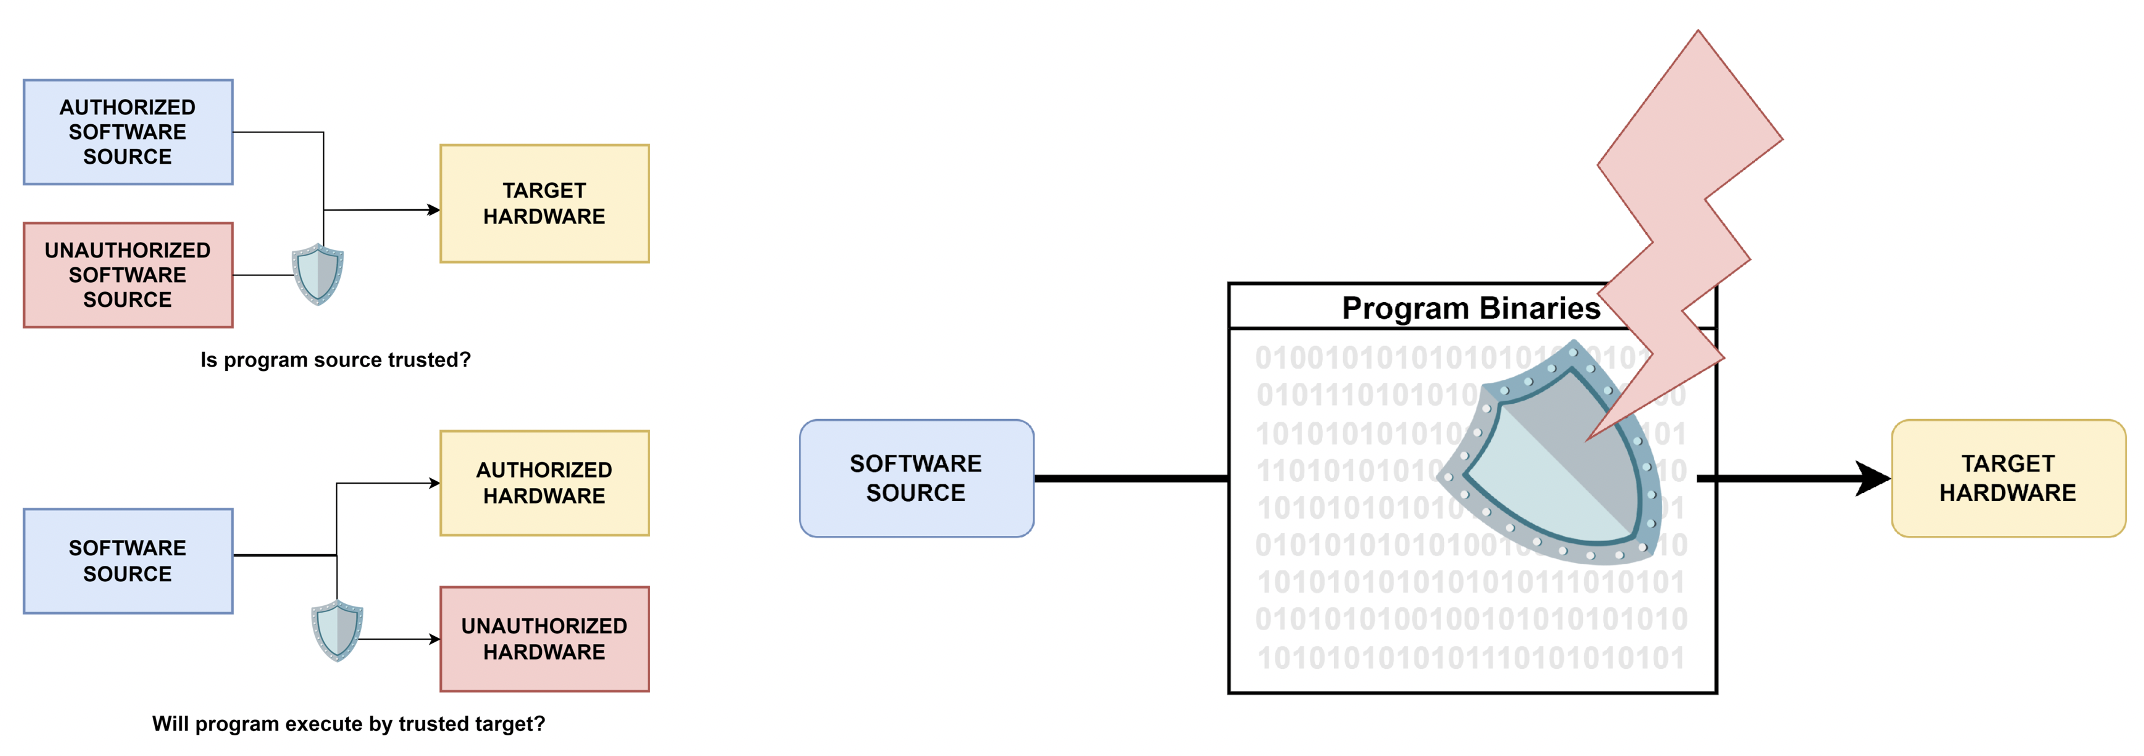 AUTHORIZED
SOFTWARE
SOURCE
UNAUTHORIZED
SOFTWARE
SOURCE
TARGET
HARDWARE
Is program source trusted?
SOFTWARE
SOURCE
AUTHORIZED
HARDWARE
UNAUTHORIZED
HARDWARE
Will program execute by trusted target?
SOFTWARE
SOURCE
Program Binaries
TARGET
HARDWARE